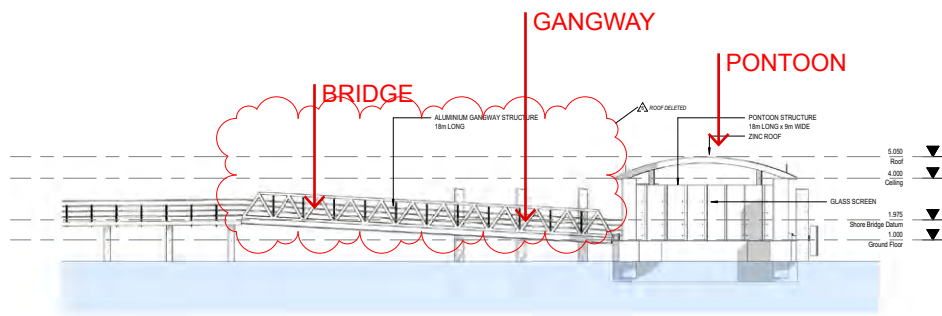 GANGWAY
PONTOON
BRIDGE
ROOF DELETED
ALUMINIUM GANGWAY STRUCTURE
18m LONG
PONTOON STRUCTURE
18m LONG x 9m WIDE
ZINC ROOF
5.050
Roof
4.000
Ceiling
GLASS SCREEN
1.975
Shore Bridge Datum
1.000
Ground Floor